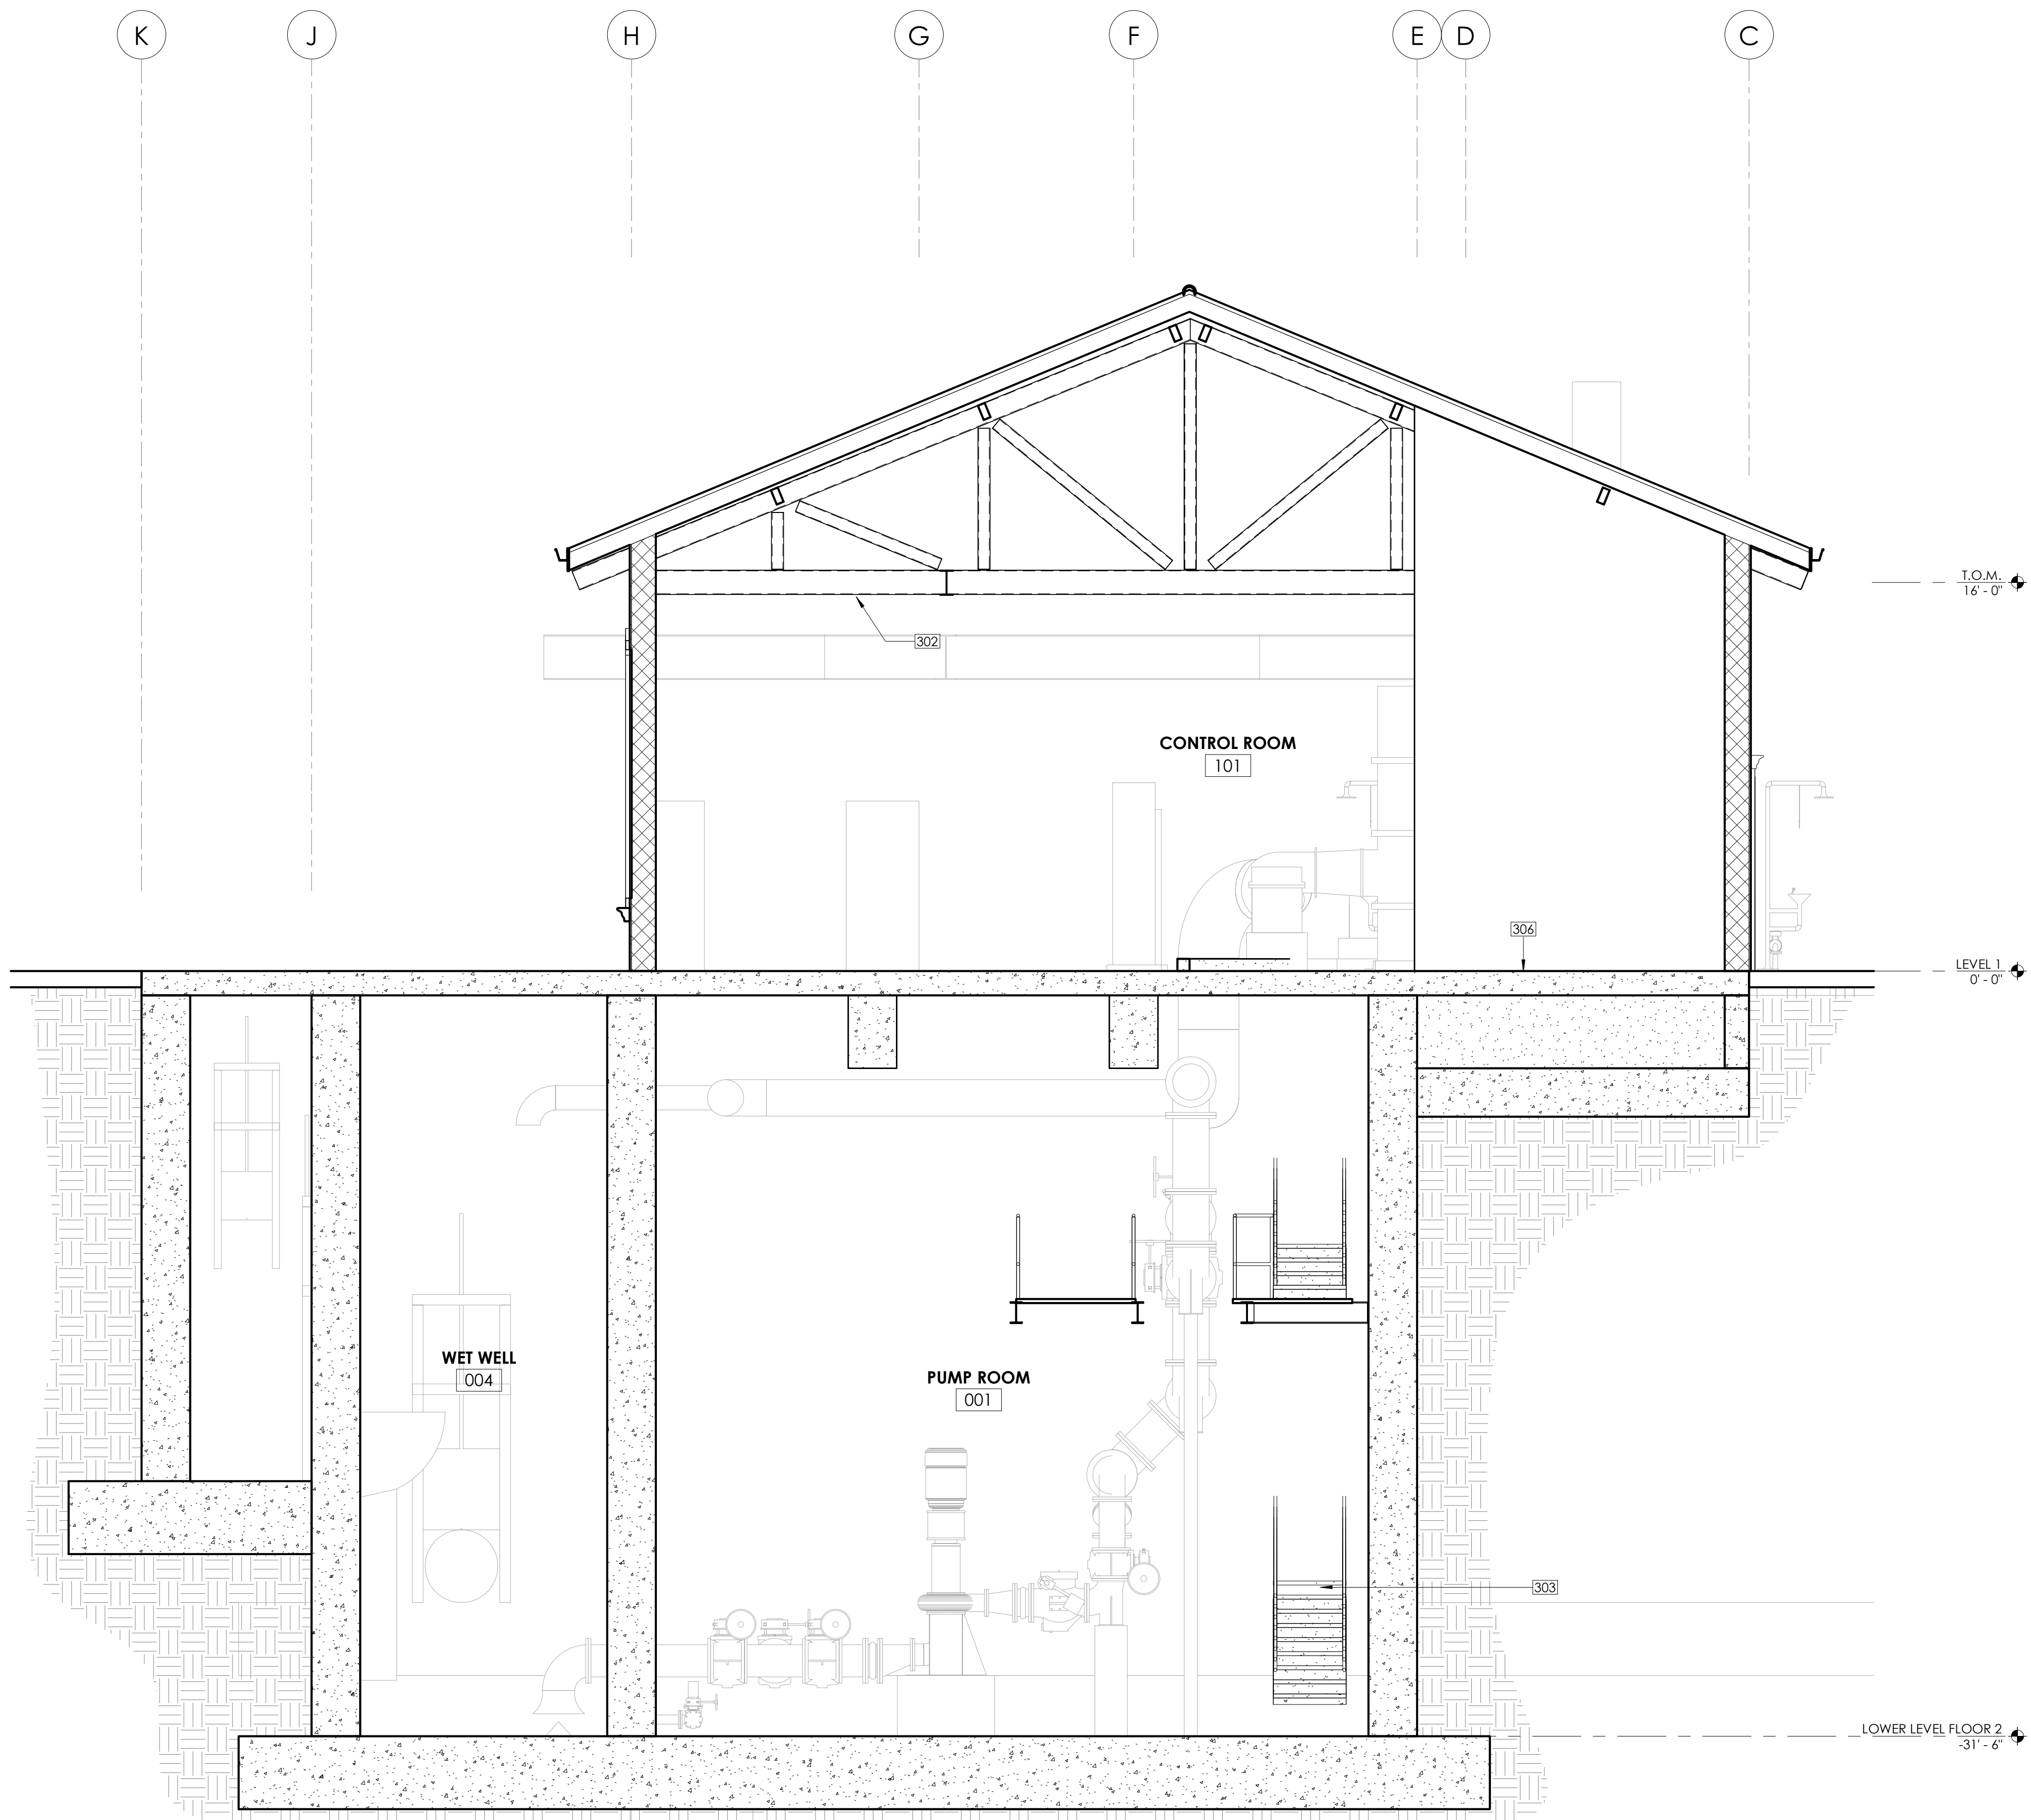 K
J
H
G
F
E
D
C
T.O.M.
16' - 0"
302
CONTROL ROOM
101
306
LEVEL 1
0' - 0"
WET WELL
004
PUMP ROOM
001
303
LOWER LEVEL FLOOR 2
-31' - 6"